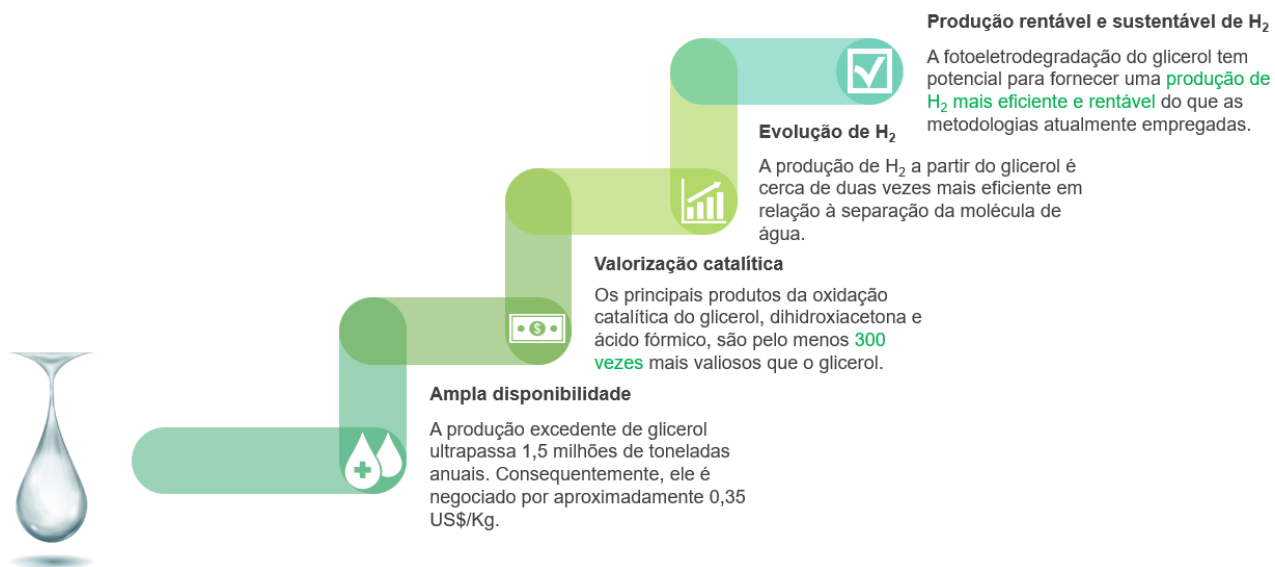 Produção rentável e sustentável de H₂
A fotoeletrodegradação do glicerol tem
potencial para fornecer uma produção de
H₂ mais eficiente e rentável do que as
metodologias atualmente empregadas.
Evolução de H₂
A produção de H₂ a partir do glicerol é
cerca de duas vezes mais eficiente em
relação à separação da molécula de
água.
Valorização catalítica
Os principais produtos da oxidação
catalítica do glicerol, dihidroxiacetona e
ácido fórmico, são pelo menos 300
vezes mais valiosos que o glicerol.
$
Ampla disponibilidade
A produção excedente de glicerol
ultrapassa 1,5 milhões de toneladas
anuais. Consequentemente, ele é
negociado por aproximadamente 0,35
US$/Kg.